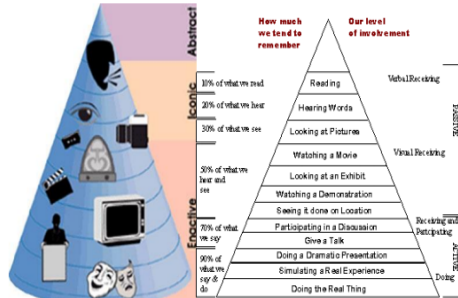 Abstract
Iconic
Enactive
How much
we tend to
remember
Our level
of involvement
10% of what we read
20% of what we hear
30% of what we see
50% of what we
hear and
see
70% of what
we say
90% of
what we
say &
do
Reading
Hearing Words
Looking at Pictures
Watching a Movie
Looking at an Exhibit
Watching a Demonstration
Seeing it done on Location
Participating in a Discussion
Give a Talk
Doing a Dramatic Presentation
Simulating a Real Experience
Doing the Real Thing
Verbal Receiving
Visual Receiving
Receiving and
Participating
Doing
PASSIVE
ACTIVE